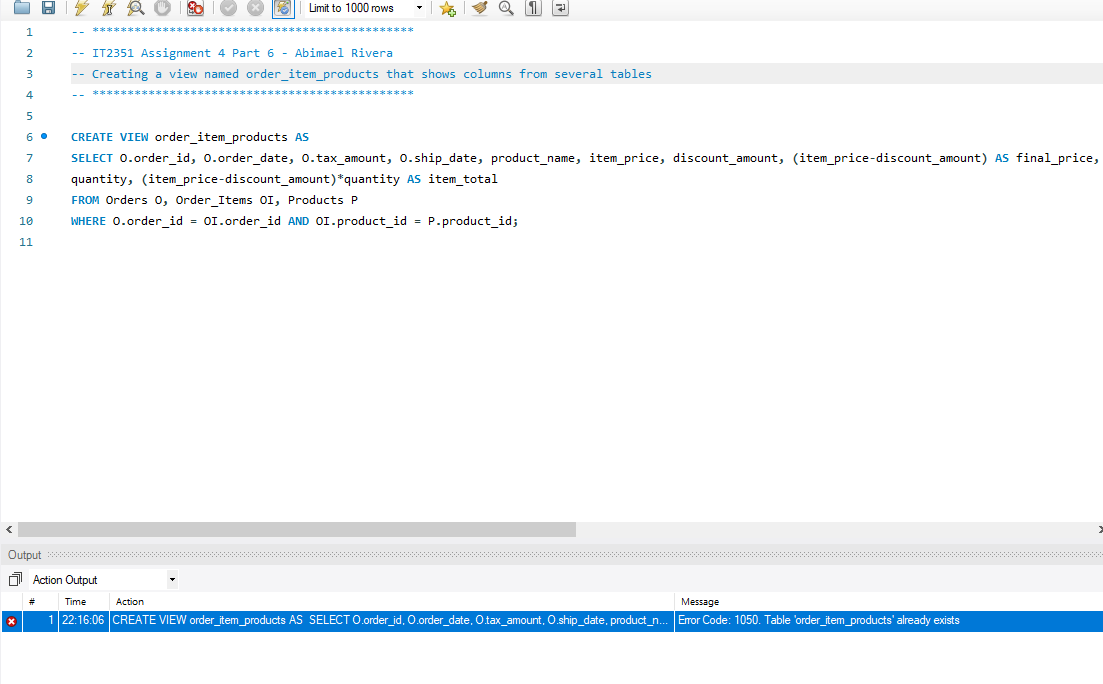 Limit to 1000 rows
1 -- **********************************************
2 -- IT2351 Assignment 4 Part 6 - Abimael Rivera
3 -- Creating a view named order_item_products that shows columns from several tables
4 -- **********************************************
5
6 CREATE VIEW order_item_products AS
7 SELECT O.order_id, O.order_date, O.tax_amount, O.ship_date, product_name, item_price, discount_amount, (item_price-discount_amount) AS final_price,
8 quantity, (item_price-discount_amount)*quantity AS item_total
9 FROM Orders O, Order_Items OI, Products P
10 WHERE O.order_id = OI.order_id AND OI.product_id = P.product_id;
11
Output
Action Output
# Time Action Message
1 22:16:06 CREATE VIEW order_item_products AS SELECT O.order_id, O.order_date, O.tax_amount, O.ship_date, product_n... Error Code: 1050. Table 'order_item_products' already exists